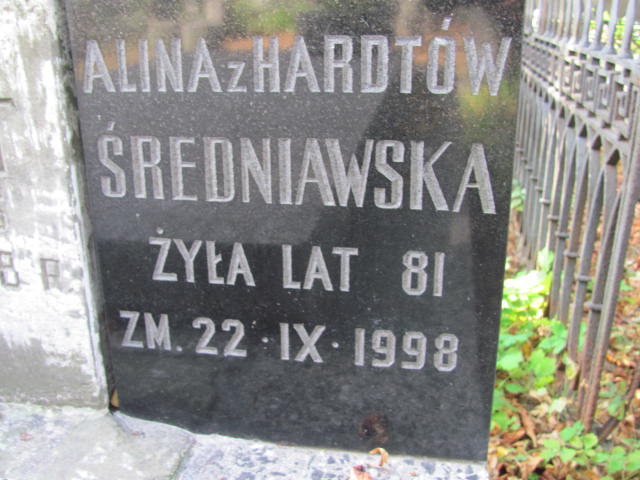 ALINA z HARDTÓW
ŚREDNIAWSKA
ŻYŁA LAT 81
ZM. 22 · IX · 1998